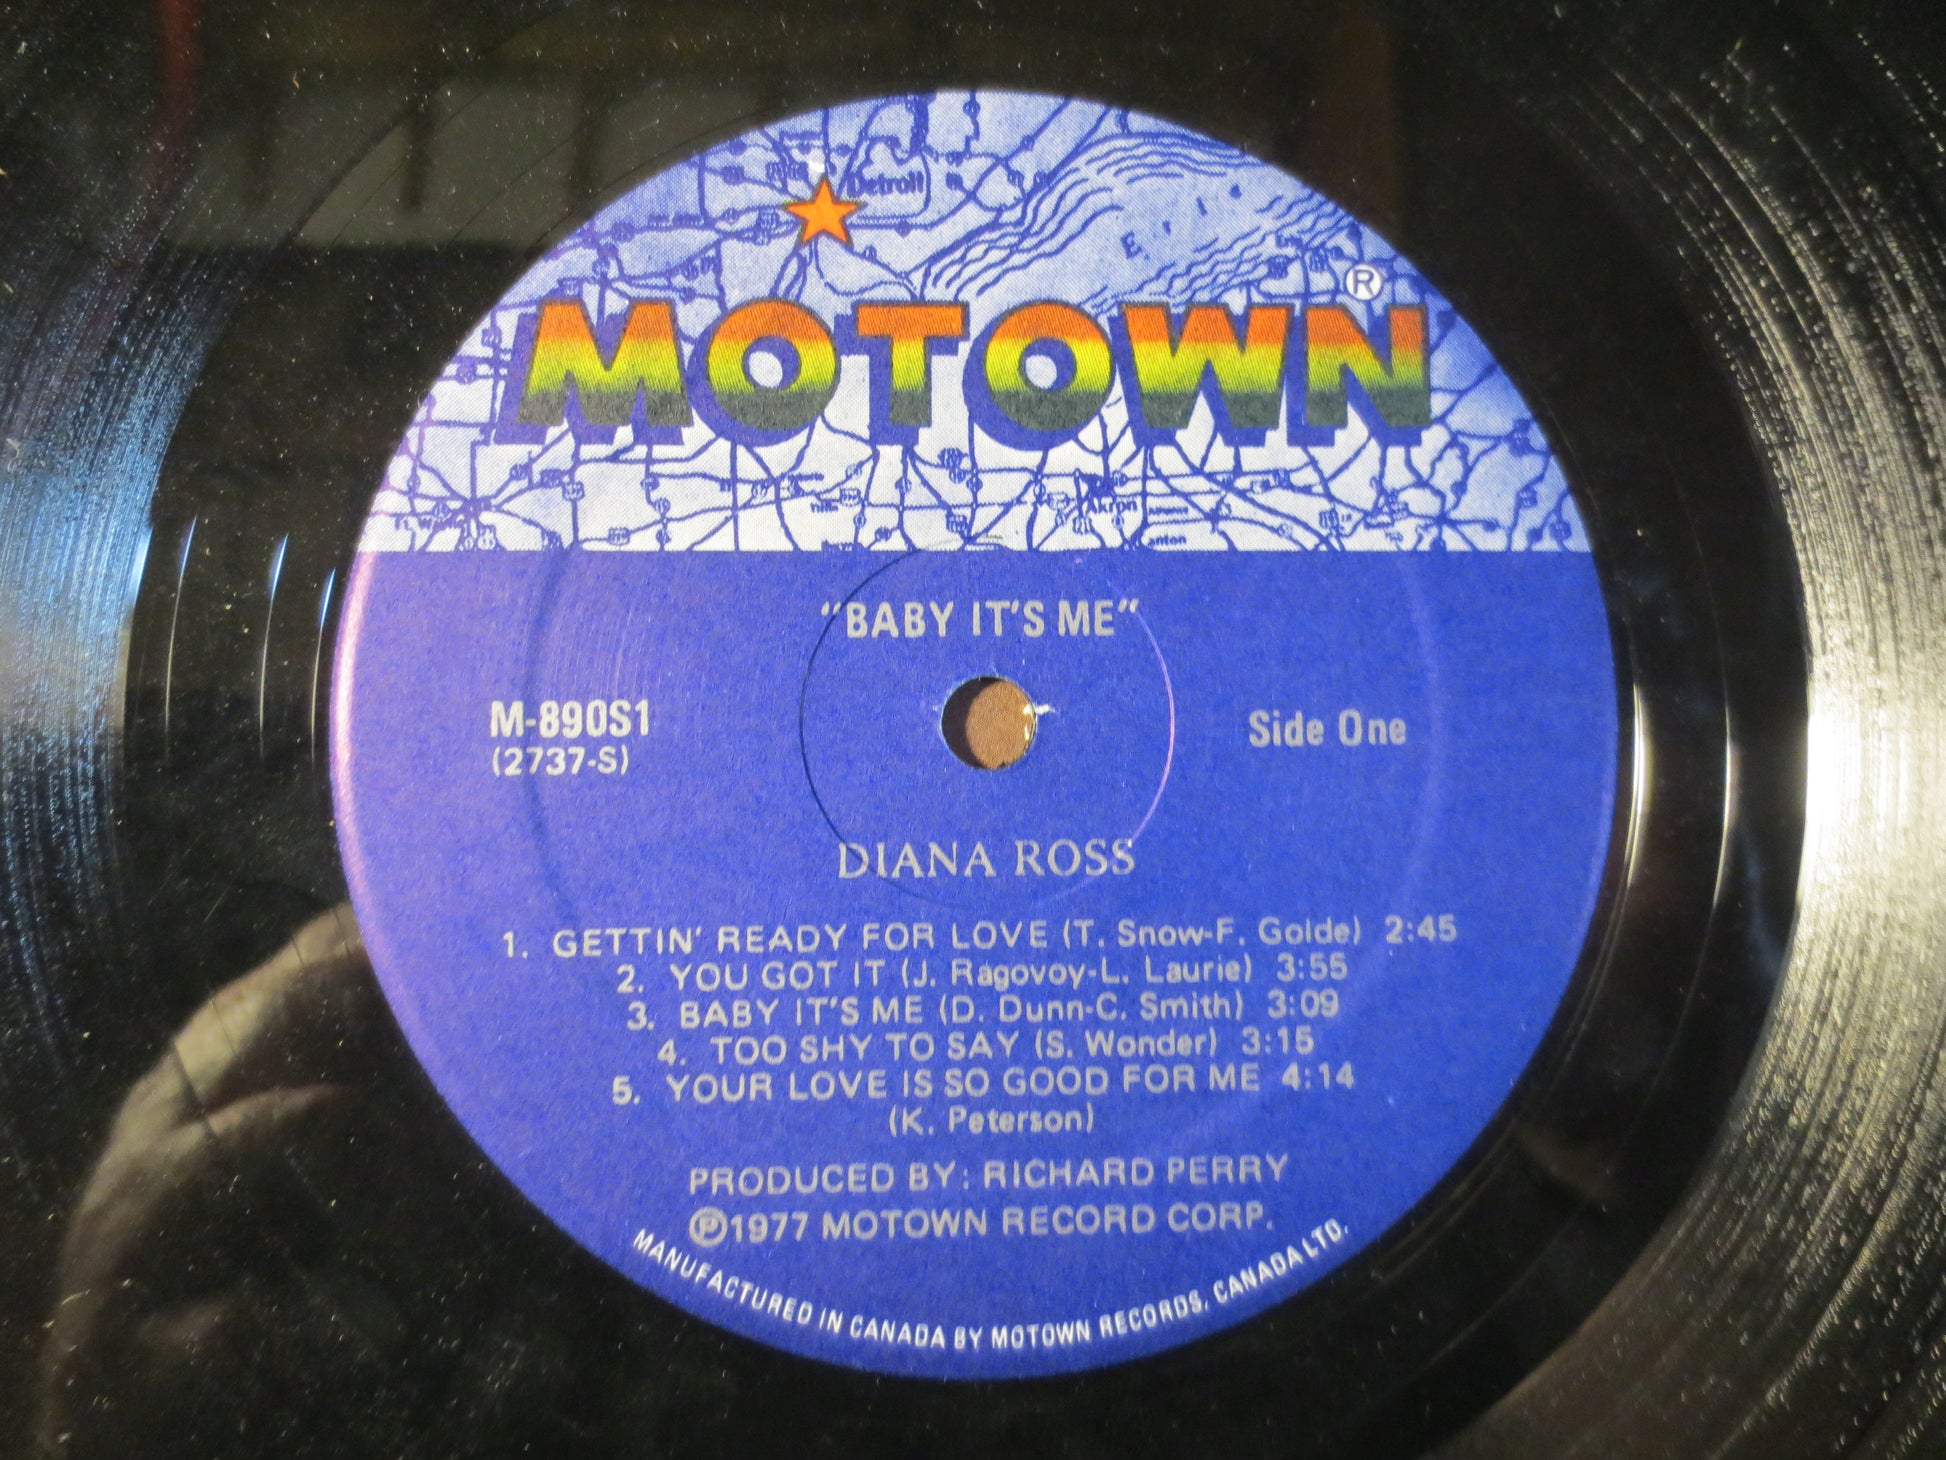 Detroit
Erie
MOTOWN®
Akron
"BABY IT'S ME"
M-890S1
(2737-S)
Side One
DIANA ROSS
1. GETTIN' READY FOR LOVE (T. Snow-F. Golde) 2:45
2. YOU GOT IT (J. Ragovoy-L. Laurie) 3:55
3. BABY IT'S ME (D. Dunn-C. Smith) 3:09
4. TOO SHY TO SAY (S. Wonder) 3:15
5. YOUR LOVE IS SO GOOD FOR ME 4:14
(K. Peterson)
PRODUCED BY: RICHARD PERRY
℗1977 MOTOWN RECORD CORP.
MANUFACTURED IN CANADA BY MOTOWN RECORDS, CANADA LTD.